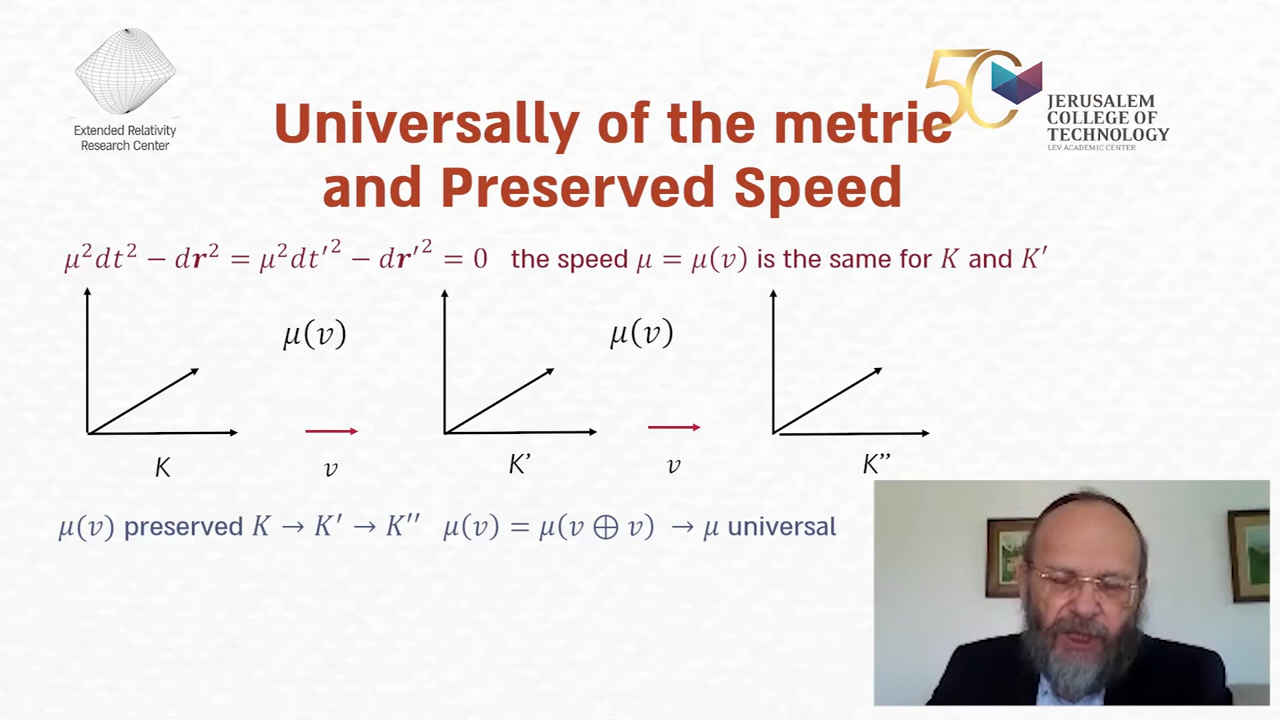 Extended Relativity
Research Center
50
JERUSALEM
COLLEGE OF
TECHNOLOGY
LEV ACADEMIC CENTER
Universally of the metric
and Preserved Speed
μ²dt² − d𝒓² = μ²dt′² − d𝒓′² = 0 the speed μ = μ(v) is the same for K and K′
μ(v) μ(v)
K v K’ v K’’
μ(v) preserved K → K′ → K′′ μ(v) = μ(v ⊕ v) → μ universal